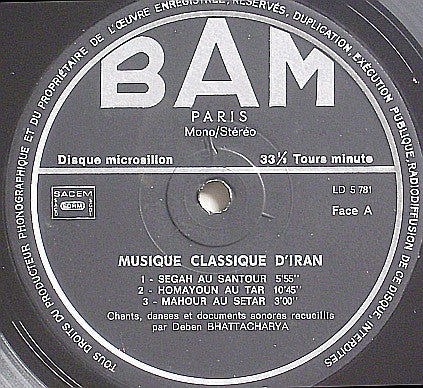 TOUS DROITS DU PRODUCTEUR PHONOGRAPHIQUE ET DU PROPRIÉTAIRE DE L'ŒUVRE ENREGISTRÉE, RÉSERVÉS, DUPLICATION, EXÉCUTION PUBLIQUE, RADIODIFFUSION DE CE DISQUE, INTERDITES
BAM
PARIS
Mono/Stéréo
Disque microsillon 33⅓ Tours minute
SACEM
LD 5 781
Face A
MUSIQUE CLASSIQUE D'IRAN
1 - SEGAH AU SANTOUR 5'55"
2 - HOMAYOUN AU TAR 10'45"
3 - MAHOUR AU SETAR 3'00"
Chants, danses et documents sonores recueillis
par Deben BHATTACHARYA